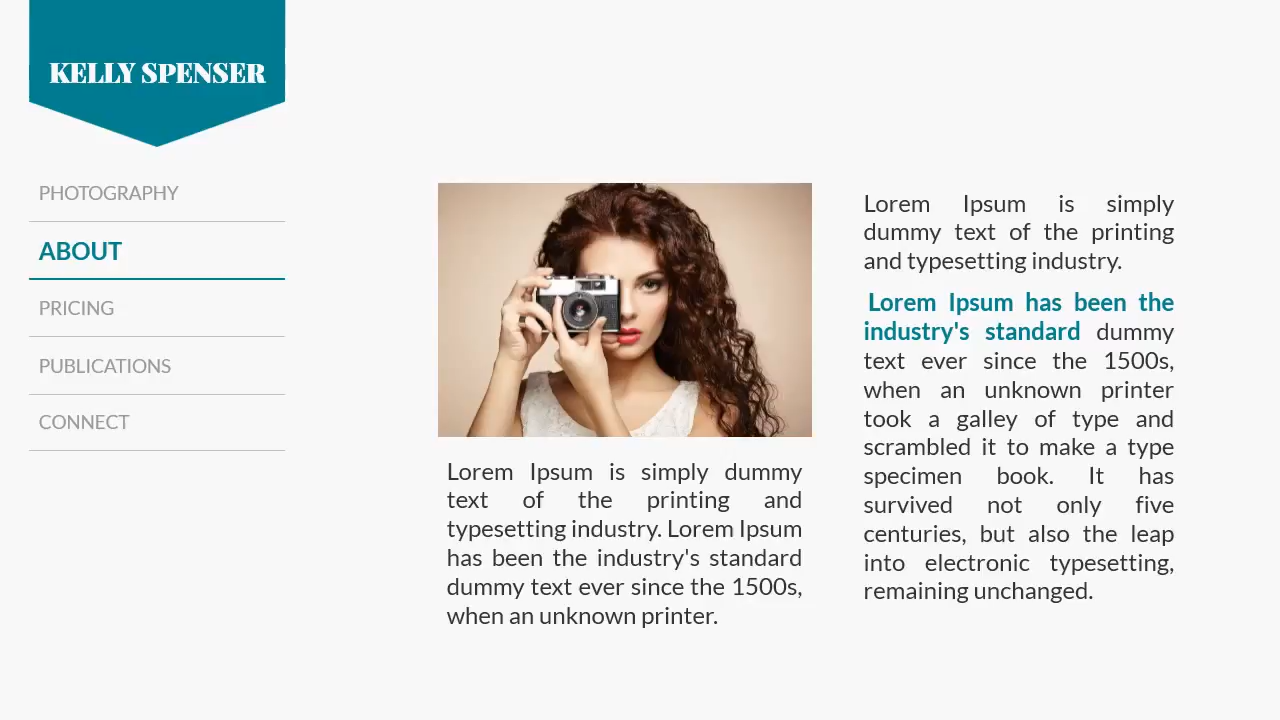 KELLY SPENSER
PHOTOGRAPHY
ABOUT
PRICING
PUBLICATIONS
CONNECT
Lorem Ipsum is simply dummy
text of the printing and
typesetting industry. Lorem Ipsum
has been the industry's standard
dummy text ever since the 1500s,
when an unknown printer.
Lorem Ipsum is simply
dummy text of the printing
and typesetting industry.
Lorem Ipsum has been the
industry's standard dummy
text ever since the 1500s,
when an unknown printer
took a galley of type and
scrambled it to make a type
specimen book. It has
survived not only five
centuries, but also the leap
into electronic typesetting,
remaining unchanged.